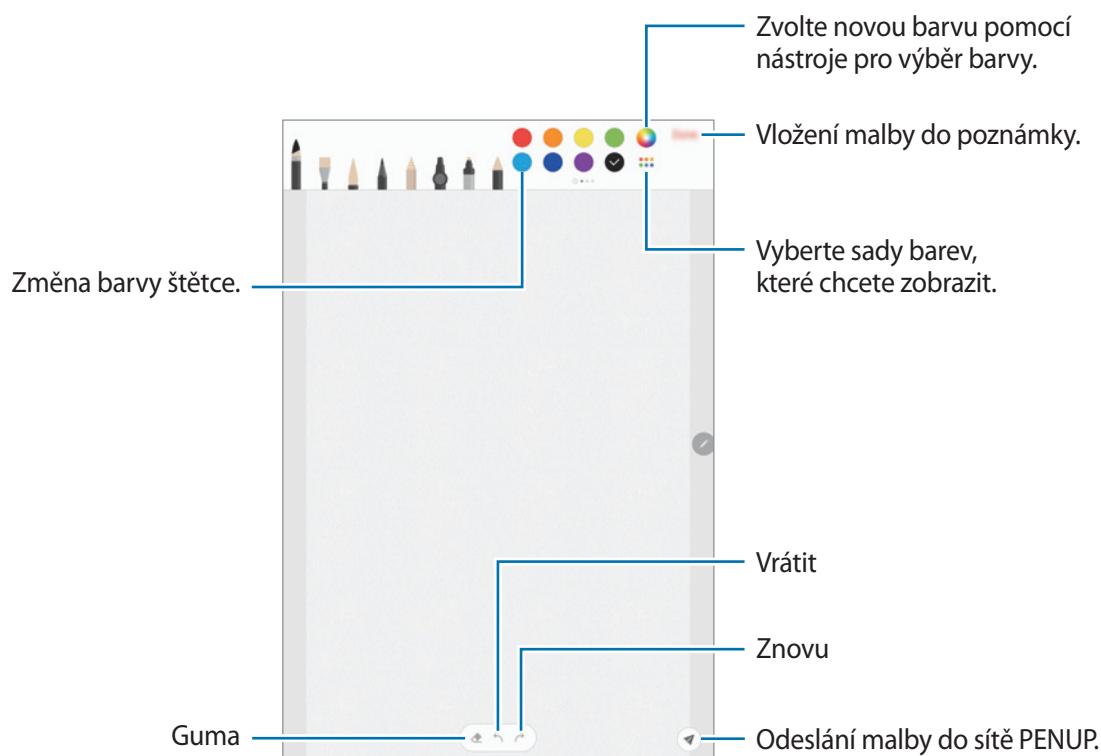 Zvolte novou barvu pomocí
nástroje pro výběr barvy.
Vložení malby do poznámky.
Vyberte sady barev,
které chcete zobrazit.
Změna barvy štětce.
Vrátit
Znovu
Guma
Odeslání malby do sítě PENUP.